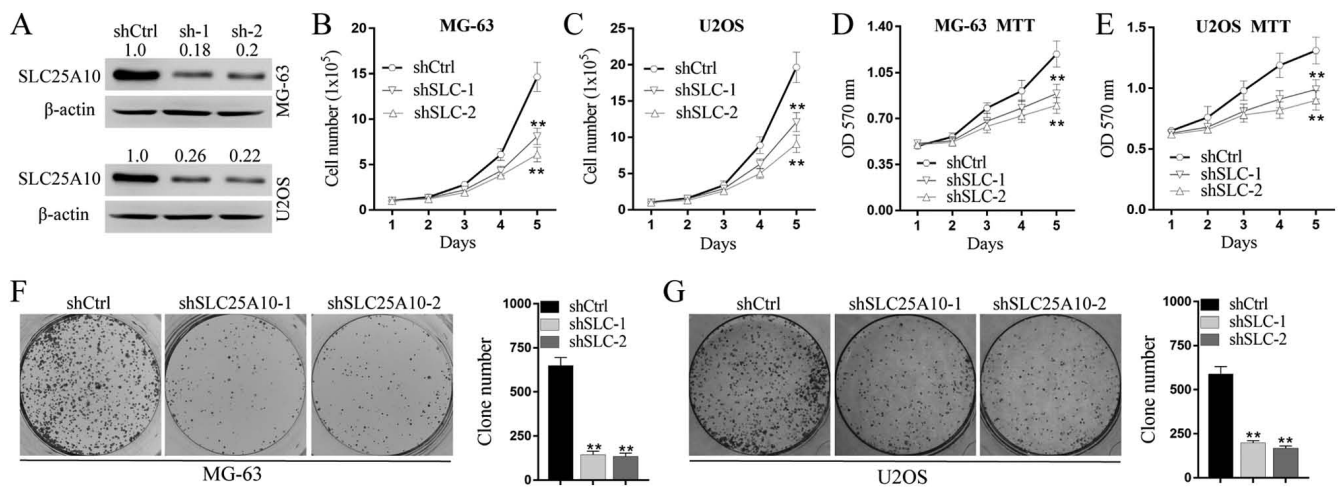 A
shCtrl sh-1 sh-2
1.0 0.18 0.2
SLC25A10
β-actin
MG-63
1.0 0.26 0.22
SLC25A10
β-actin
U2OS
B
MG-63
Cell number (1x10⁵)
20
15
10
5
0
shCtrl
shSLC-1
shSLC-2
**
**
1 2 3 4 5
Days
C
U2OS
Cell number (1x10⁵)
25
20
15
10
5
0
shCtrl
shSLC-1
shSLC-2
**
**
1 2 3 4 5
Days
D
MG-63 MTT
OD 570 nm
1.40
1.05
0.70
0.35
0.00
**
**
shCtrl
shSLC-1
shSLC-2
1 2 3 4 5
Days
E
U2OS MTT
OD 570 nm
1.5
1.0
0.5
0.0
**
**
shCtrl
shSLC-1
shSLC-2
1 2 3 4 5
Days
F
shCtrl shSLC25A10-1 shSLC25A10-2
MG-63
Clone number
1000
750
500
250
0
shCtrl
shSLC-1
shSLC-2
** **
G
shCtrl shSLC25A10-1 shSLC25A10-2
U2OS
Clone number
1000
750
500
250
0
shCtrl
shSLC-1
shSLC-2
** **